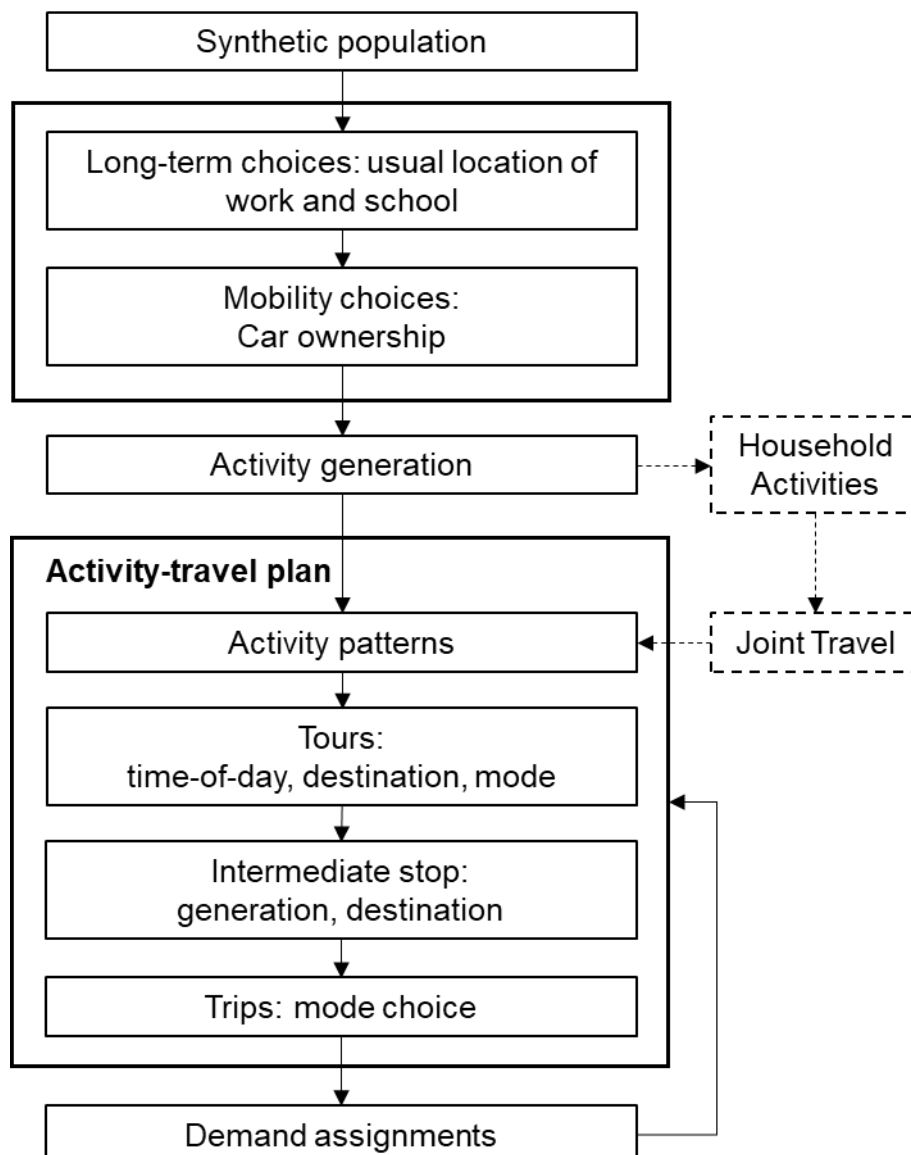 Synthetic population
Long-term choices: usual location of
work and school
Mobility choices:
Car ownership
Activity generation
Household
Activities
Activity-travel plan
Activity patterns
Joint Travel
Tours:
time-of-day, destination, mode
Intermediate stop:
generation, destination
Trips: mode choice
Demand assignments